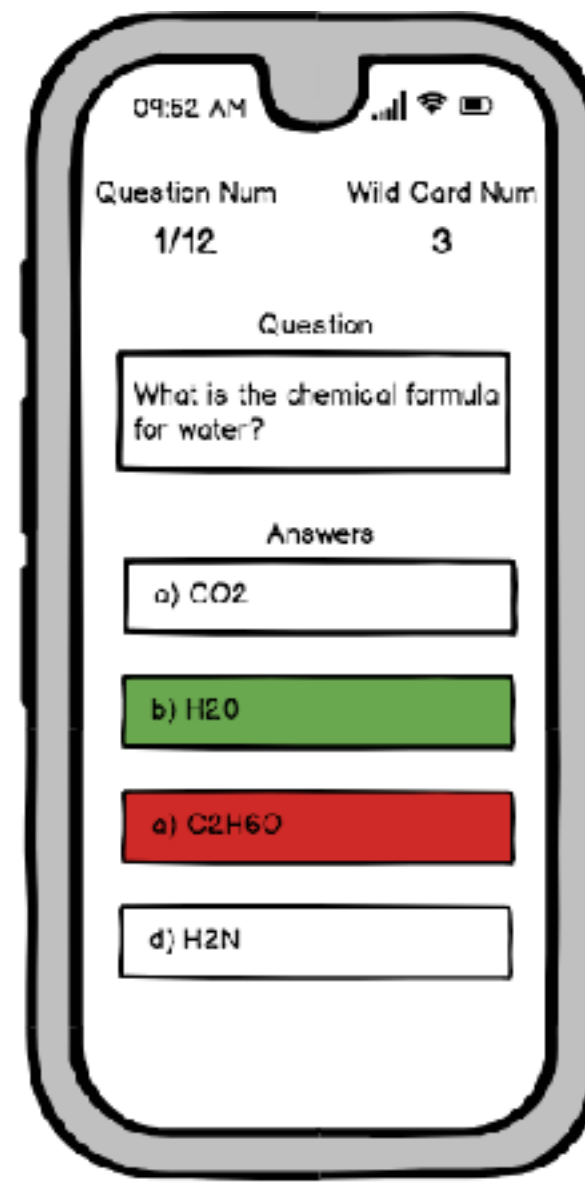 09:52 AM
Question Num Wild Card Num
1/12 3
Question
What is the chemical formula
for water?
Answers
a) CO2
b) H20
a) C2H6O
d) H2N